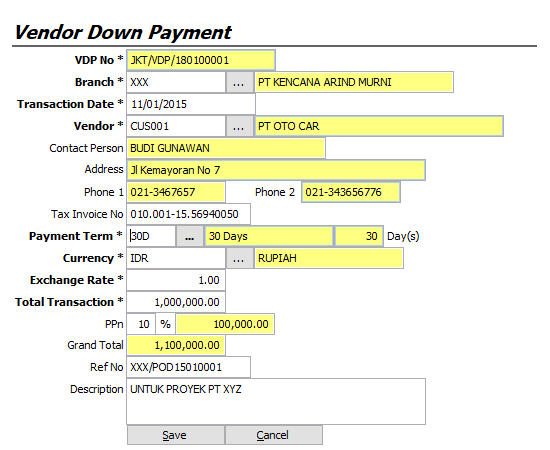 Vendor Down Payment
VDP No * JKT/VDP/180100001
Branch * XXX ... PT KENCANA ARIND MURNI
Transaction Date * 11/01/2015
Vendor * CUS001 ... PT OTO CAR
Contact Person BUDI GUNAWAN
Address Jl Kemayoran No 7
Phone 1 021-3467657 Phone 2 021-343656776
Tax Invoice No 010.001-15.56940050
Payment Term * 30D ... 30 Days 30 Day(s)
Currency * IDR ... RUPIAH
Exchange Rate * 1.00
Total Transaction * 1,000,000.00
PPn 10 % 100,000.00
Grand Total 1,100,000.00
Ref No XXX/POD15010001
Description UNTUK PROYEK PT XYZ
Save Cancel